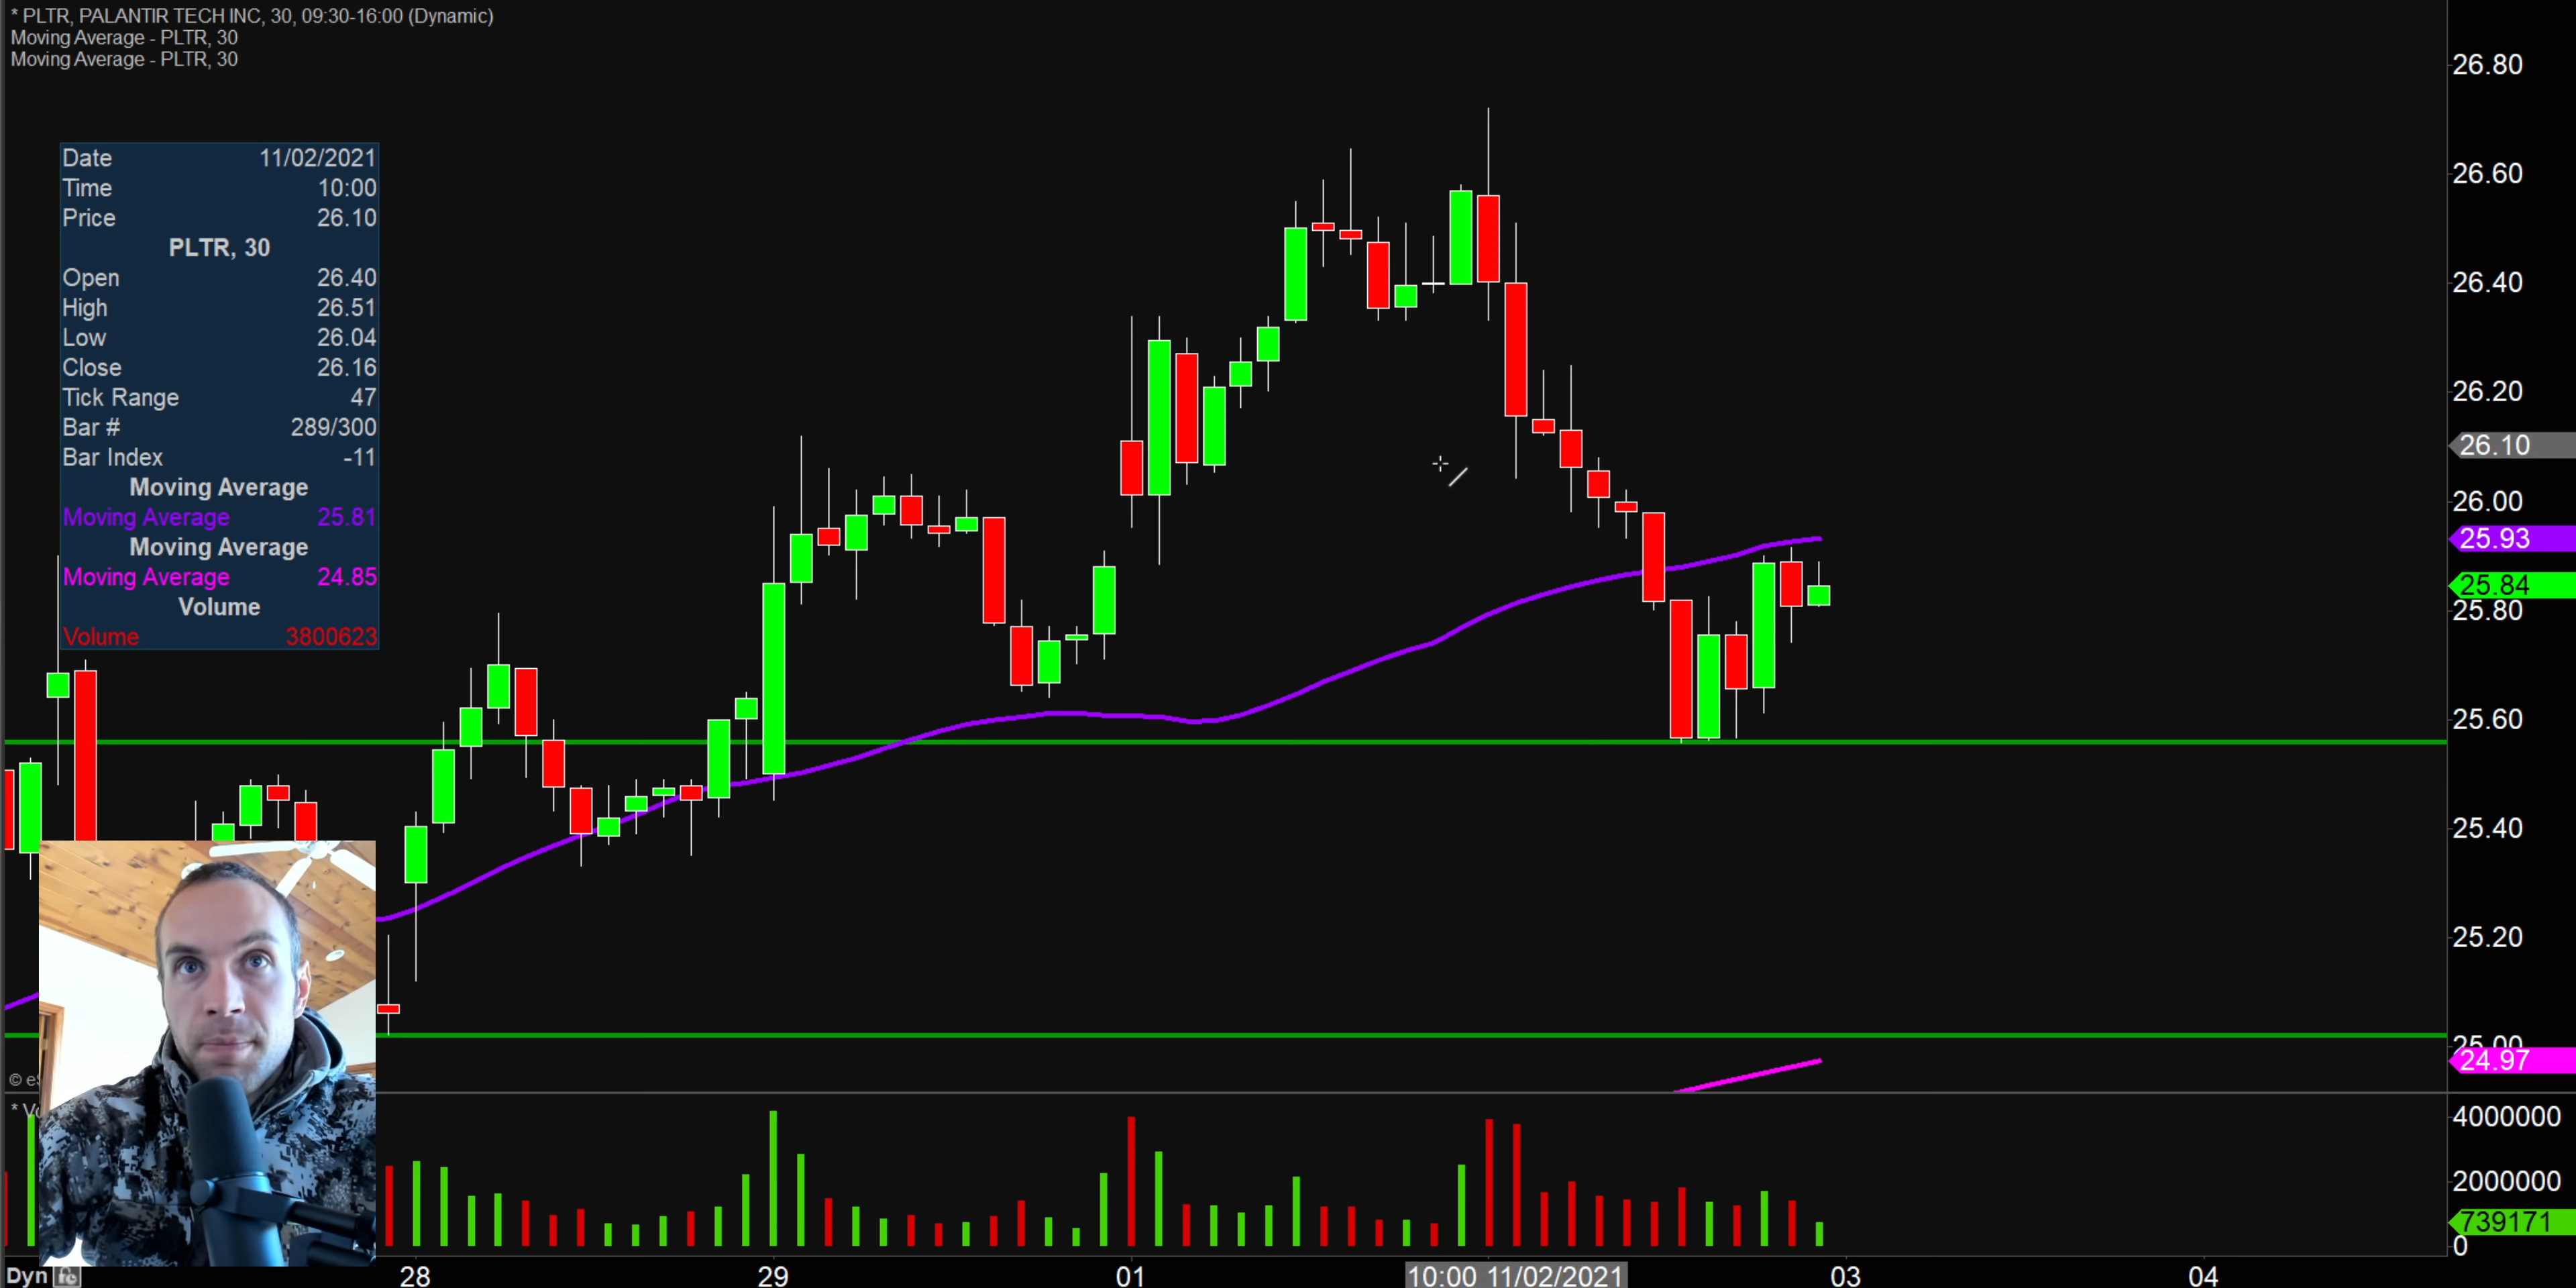 * PLTR, PALANTIR TECH INC, 30, 09:30-16:00 (Dynamic)
Moving Average - PLTR, 30
Moving Average - PLTR, 30
Date 11/02/2021
Time 10:00
Price 26.10
PLTR, 30
Open 26.40
High 26.51
Low 26.04
Close 26.16
Tick Range 47
Bar # 289/300
Bar Index -11
Moving Average
Moving Average 25.81
Moving Average
Moving Average 24.85
Volume
Volume 3800623
26.80
26.60
26.40
26.20
26.10
26.00
25.93
25.84
25.80
25.60
25.40
25.20
25.00
24.97
4000000
2000000
739171
0
Dyn 28 29 01 10:00 11/02/2021 03 04